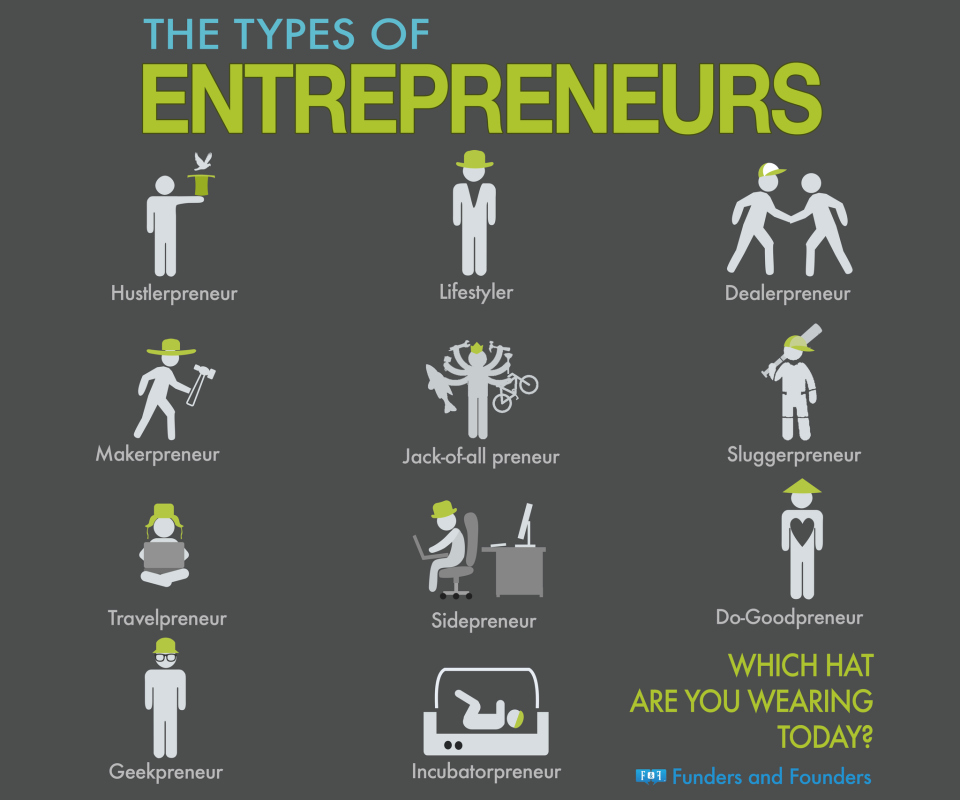 THE TYPES OF
ENTREPRENEURS
Hustlerpreneur
Lifestyler
Dealerpreneur
Makerpreneur
Jack-of-all preneur
Sluggerpreneur
Travelpreneur
Sidepreneur
Do-Goodpreneur
Geekpreneur
Incubatorpreneur
WHICH HAT
ARE YOU WEARING
TODAY?
Funders and Founders